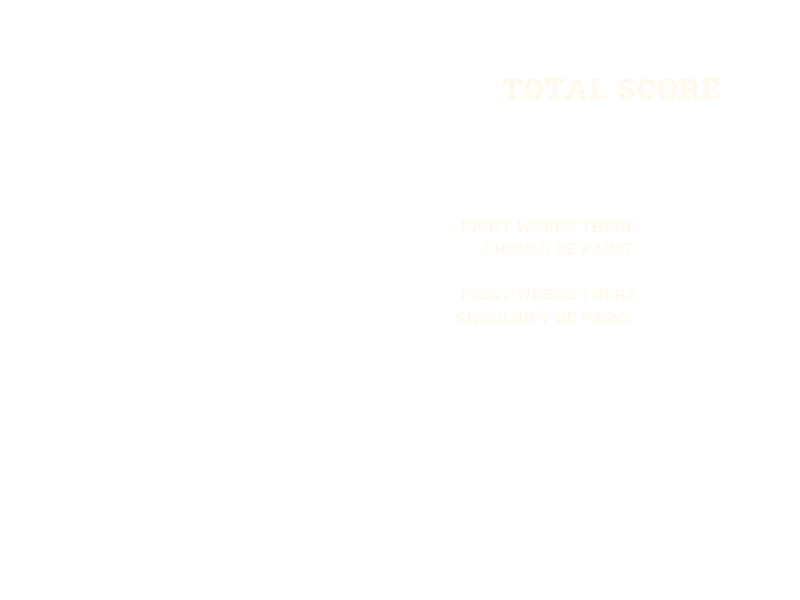 TOTAL SCORE
PAINT WHERE THERE
SHOULD BE PAINT:
PAINT WHERE THERE
SHOULDN'T BE PAINT: